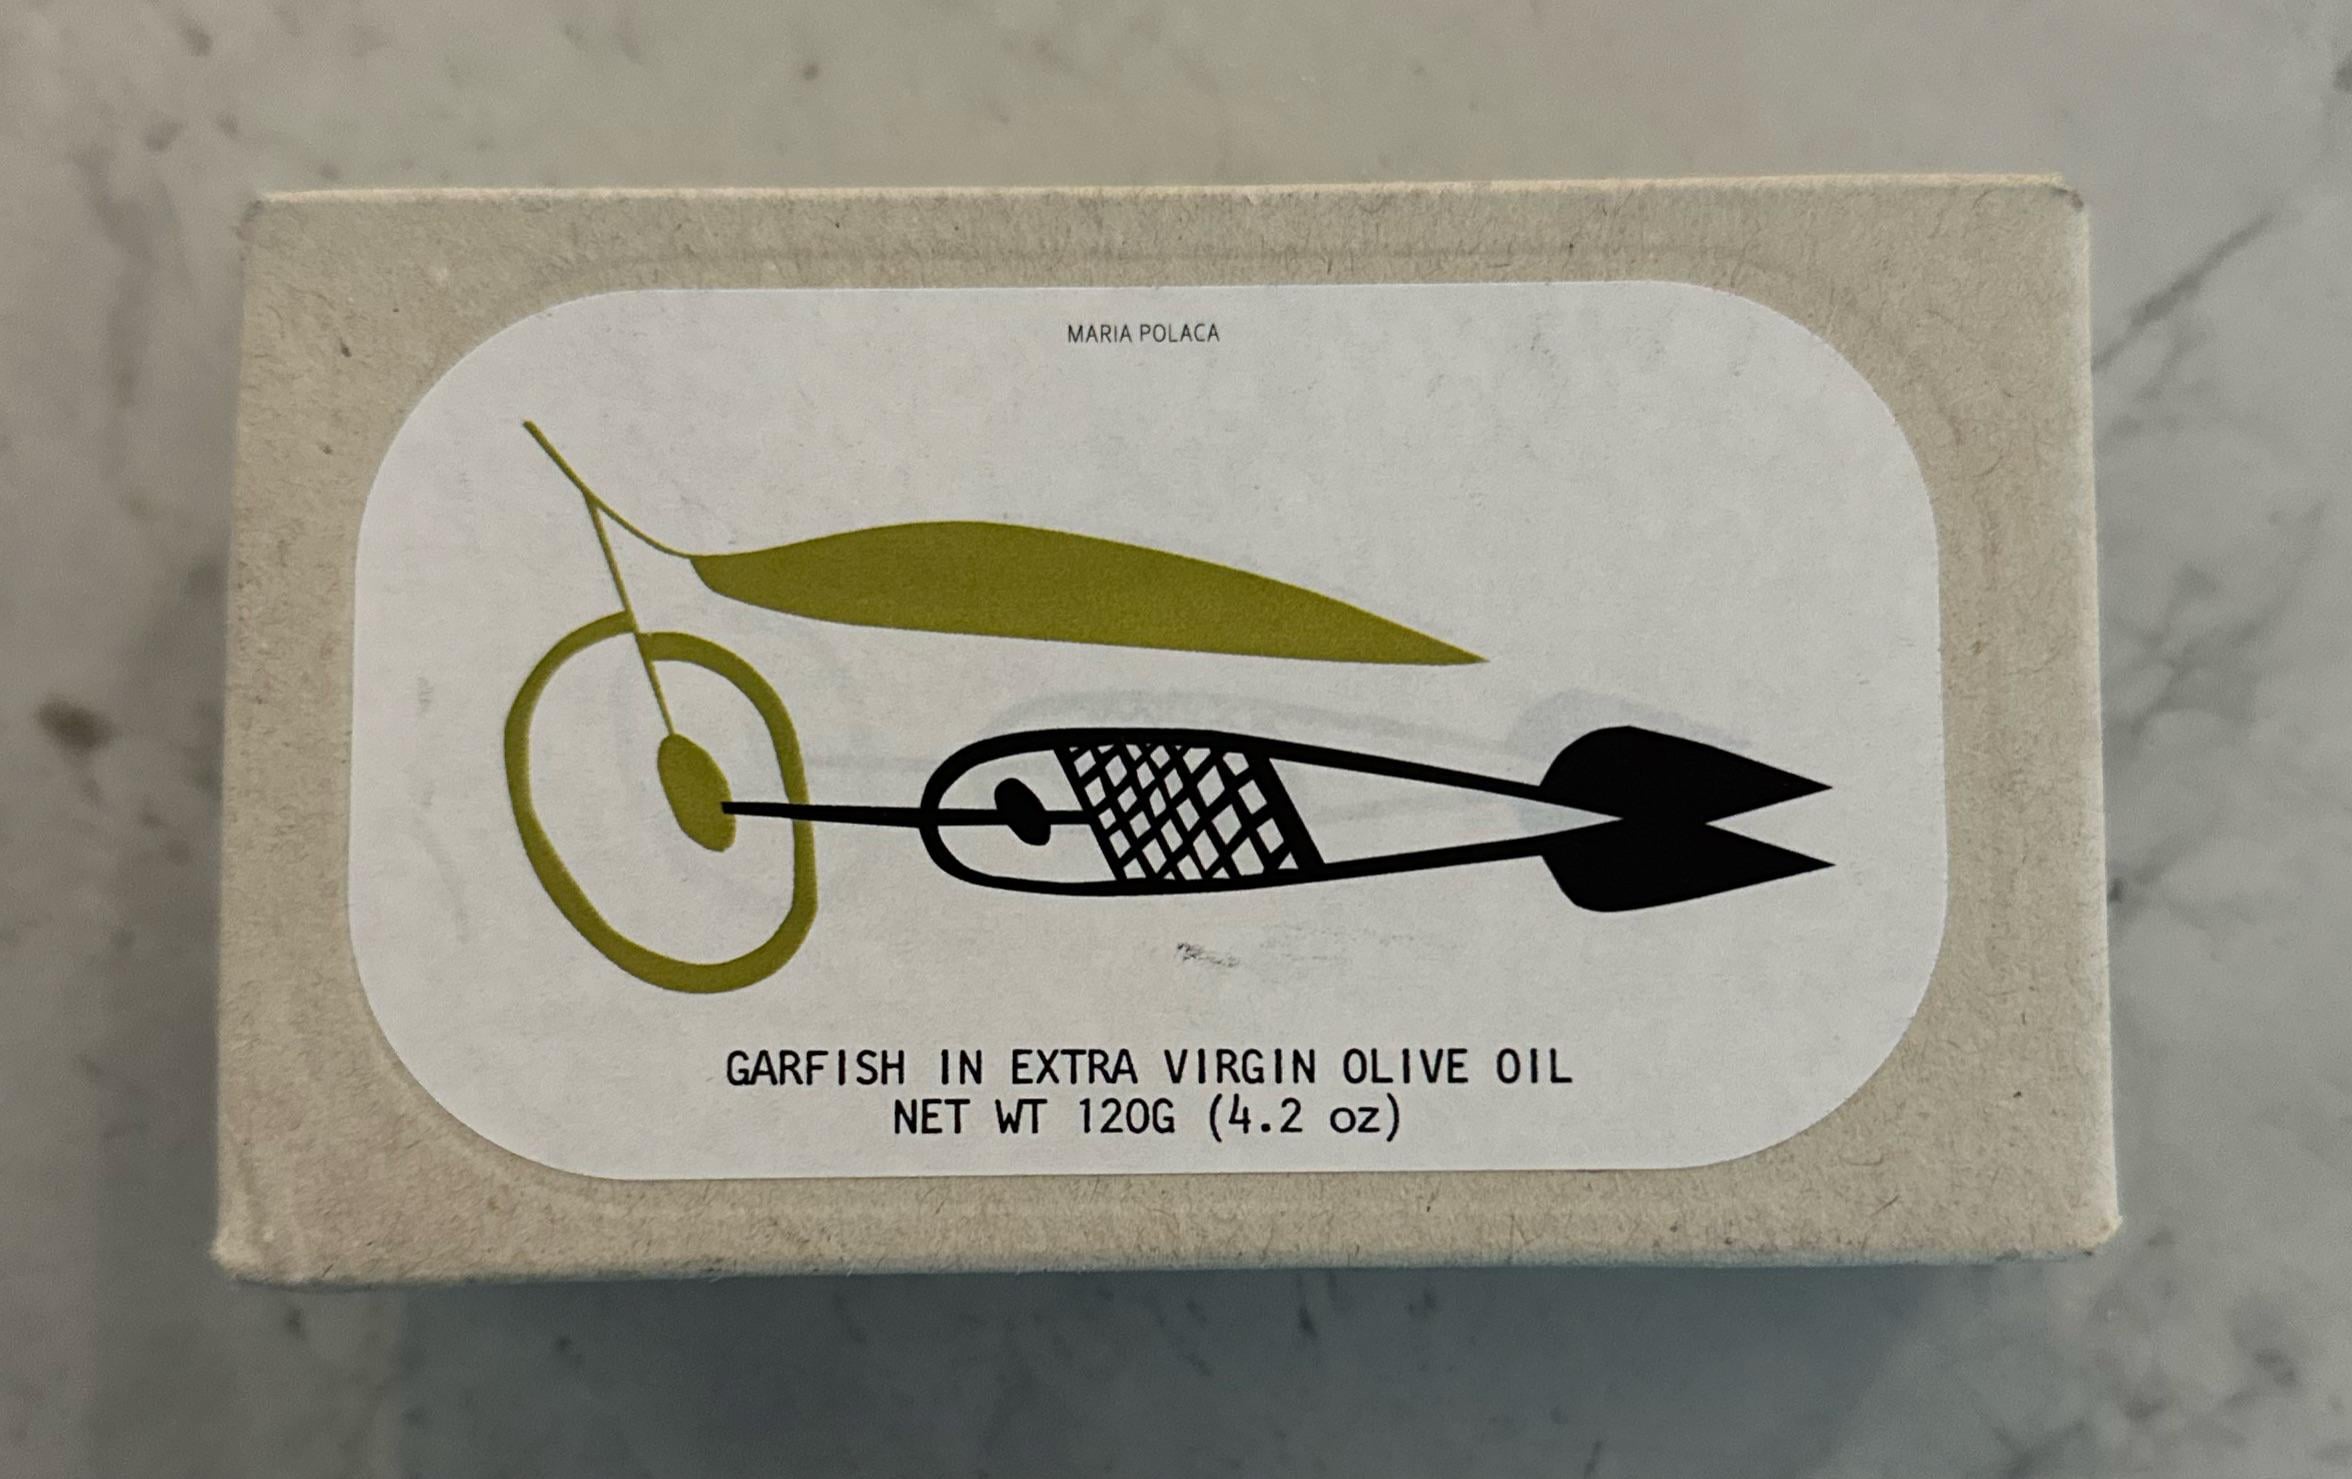 MARIA POLACA
GARFISH IN EXTRA VIRGIN OLIVE OIL
NET WT 120G (4.2 oz)